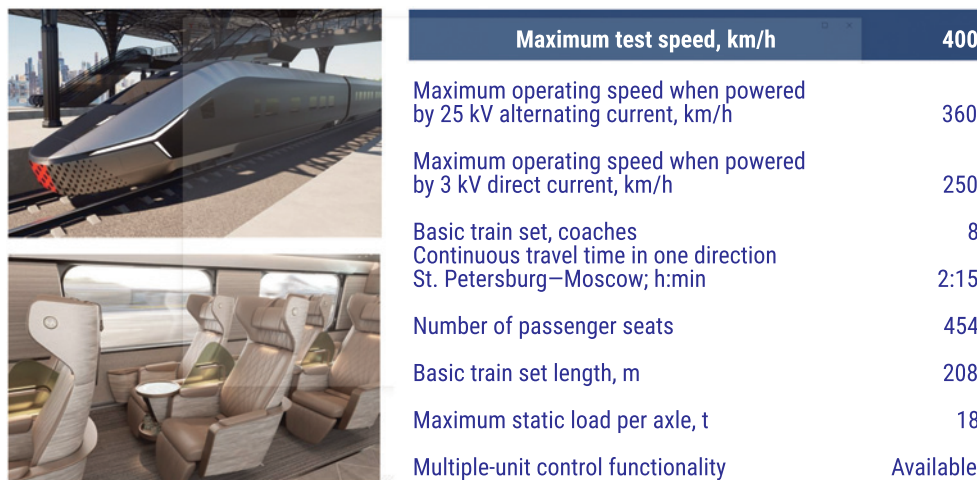 Maximum test speed, km/h 400
Maximum operating speed when powered
by 25 kV alternating current, km/h 360
Maximum operating speed when powered
by 3 kV direct current, km/h 250
Basic train set, coaches 8
Continuous travel time in one direction
St. Petersburg—Moscow; h:min 2:15
Number of passenger seats 454
Basic train set length, m 208
Maximum static load per axle, t 18
Multiple-unit control functionality Available